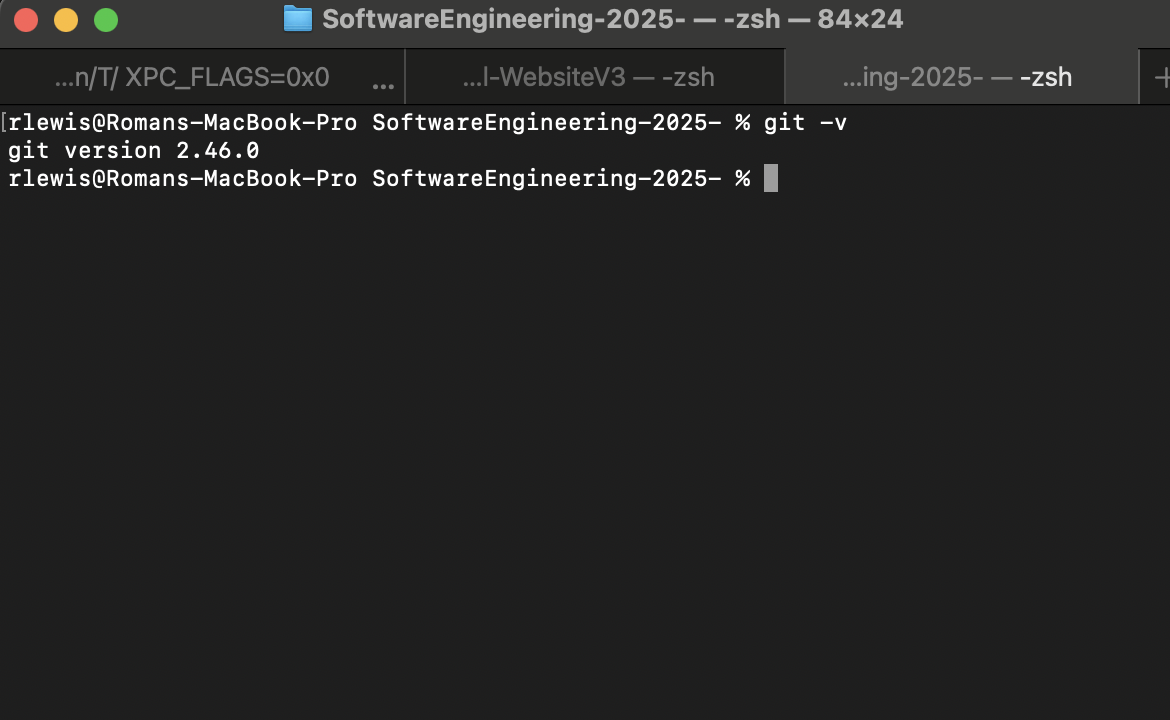 SoftwareEngineering-2025- — -zsh — 84×24
...n/T/ XPC_FLAGS=0x0 ...
...l-WebsiteV3 — -zsh
...ing-2025- — -zsh
+
[rlewis@Romans-MacBook-Pro SoftwareEngineering-2025- % git -v
git version 2.46.0
rlewis@Romans-MacBook-Pro SoftwareEngineering-2025- %